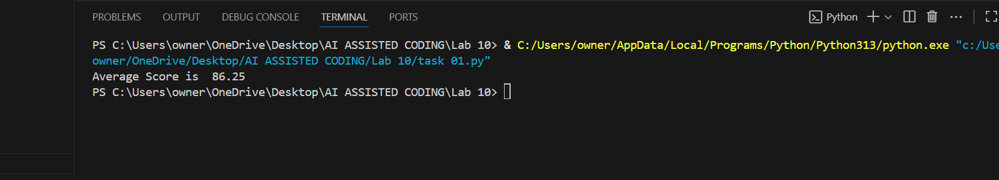 PROBLEMS OUTPUT DEBUG CONSOLE TERMINAL PORTS Python
PS C:\Users\owner\OneDrive\Desktop\AI ASSISTED CODING\Lab 10> & C:/Users/owner/AppData/Local/Programs/Python/Python313/python.exe "c:/Use
owner/OneDrive/Desktop/AI ASSISTED CODING/Lab 10/task 01.py"
Average Score is  86.25
PS C:\Users\owner\OneDrive\Desktop\AI ASSISTED CODING\Lab 10>